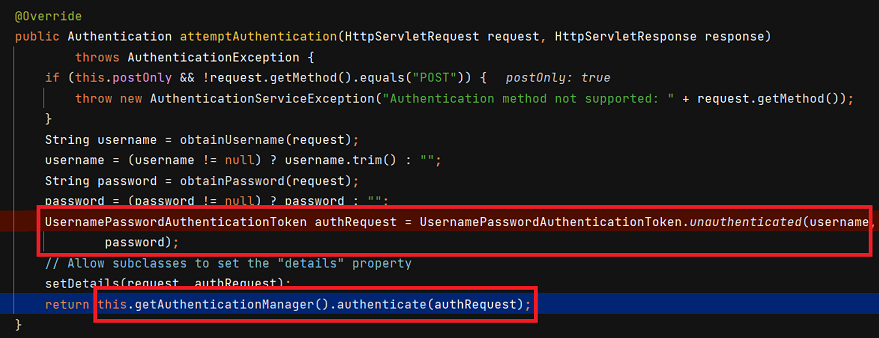 @Override
public Authentication attemptAuthentication(HttpServletRequest request, HttpServletResponse response)
        throws AuthenticationException {
    if (this.postOnly && !request.getMethod().equals("POST")) {   postOnly: true
        throw new AuthenticationServiceException("Authentication method not supported: " + request.getMethod());
    }
    String username = obtainUsername(request);
    username = (username != null) ? username.trim() : "";
    String password = obtainPassword(request);
    password = (password != null) ? password : "";
    UsernamePasswordAuthenticationToken authRequest = UsernamePasswordAuthenticationToken.unauthenticated(username,
            password);
    // Allow subclasses to set the "details" property
    setDetails(request, authRequest);
    return this.getAuthenticationManager().authenticate(authRequest);
}